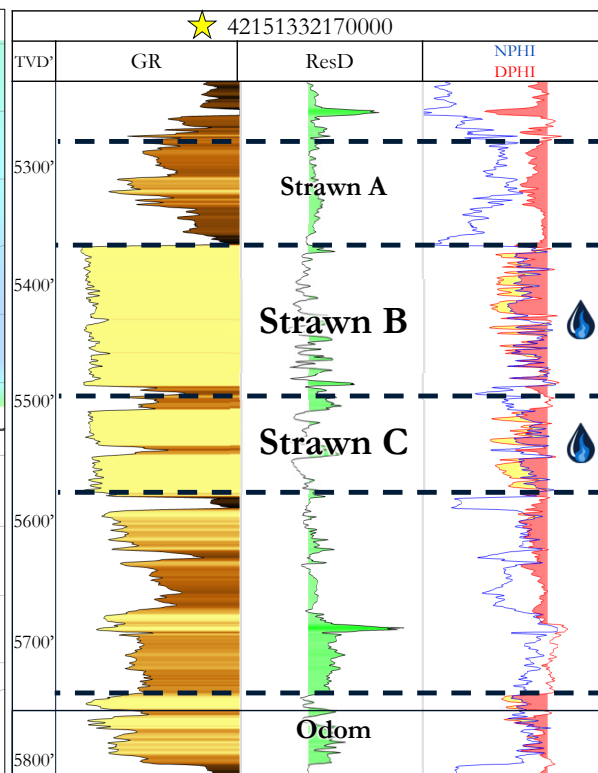 42151332170000
TVD' GR ResD NPHI
DPHI
5300'
Strawn A
5400'
Strawn B
5500'
Strawn C
5600'
5700'
Odom
5800'